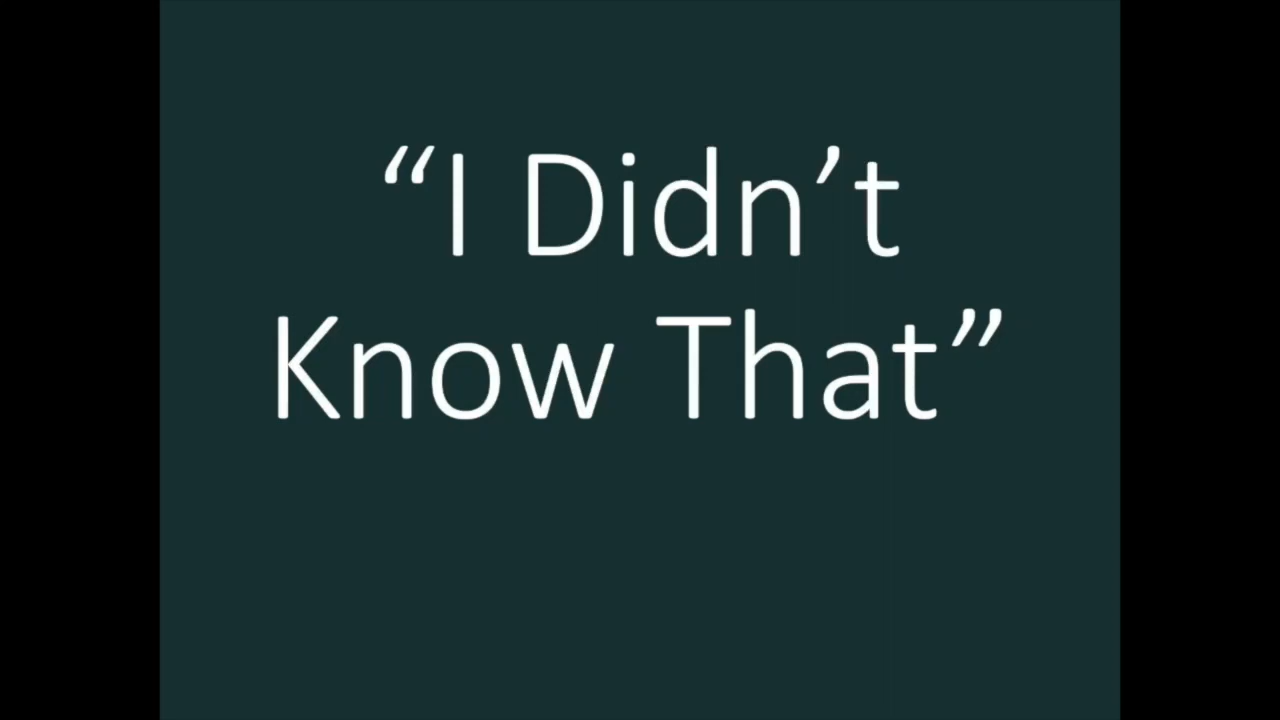 “I Didn’t
Know That”